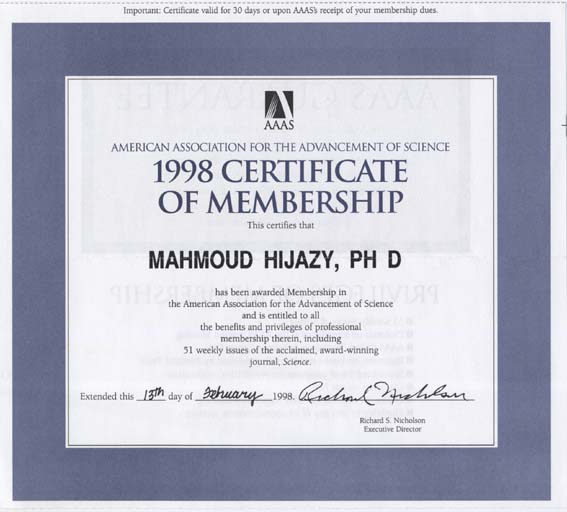 Important: Certificate valid for 30 days or upon AAAS's receipt of your membership dues.
AAAS
AMERICAN ASSOCIATION FOR THE ADVANCEMENT OF SCIENCE
1998 CERTIFICATE
OF MEMBERSHIP
This certifies that
MAHMOUD HIJAZY, PH D
has been awarded Membership in
the American Association for the Advancement of Science
and is entitled to all
the benefits and privileges of professional
membership therein, including
51 weekly issues of the acclaimed, award-winning
journal, Science.
Extended this 13th day of February 1998. Richard Nicholson
Richard S. Nicholson
Executive Director